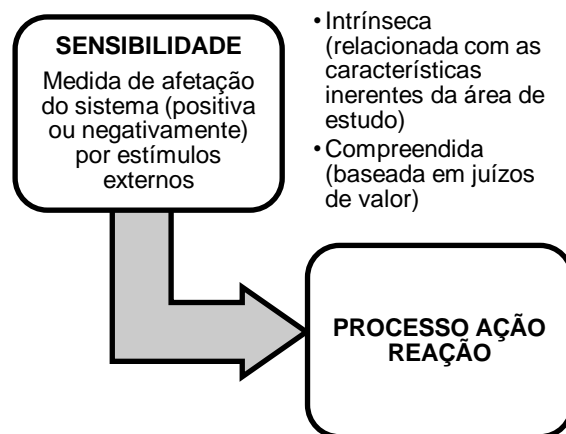 SENSIBILIDADE
Medida de afetação
do sistema (positiva
ou negativamente)
por estímulos
externos
• Intrínseca
(relacionada com as
características
inerentes da área de
estudo)
• Compreendida
(baseada em juízos
de valor)
PROCESSO AÇÃO
REAÇÃO